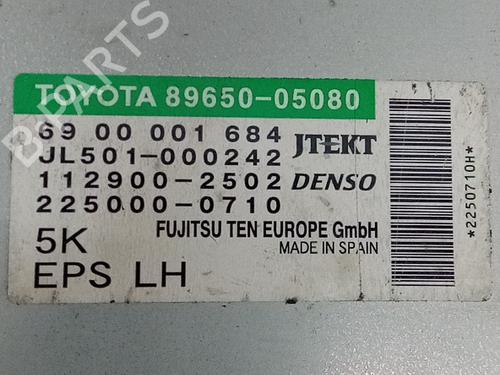 B-PARTS
TOYOTA 89650-05080
69 00 001 684 JTEKT
JL501-000242
112900-2502 DENSO
225000-0710
5K FUJITSU TEN EUROPE GmbH
MADE IN SPAIN
EPS LH
*2250710H*